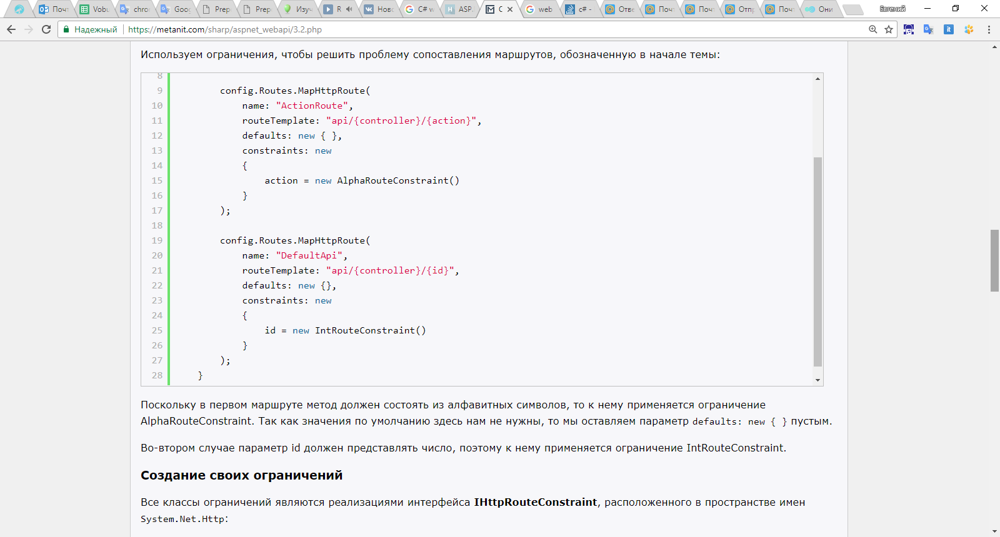 Почт
Vobu
chro
Goog
Prep
Prep
Изуч
R
Ново
C# w
ASP.
C
web
c# -
Отве
Почт
Почт
Отпр
Почт
Они
Евгений
Надежный
https://metanit.com/sharp/aspnet_webapi/3.2.php
Используем ограничения, чтобы решить проблему сопоставления маршрутов, обозначенную в начале темы:
8
9 config.Routes.MapHttpRoute(
10 name: "ActionRoute",
11 routeTemplate: "api/{controller}/{action}",
12 defaults: new { },
13 constraints: new
14 {
15 action = new AlphaRouteConstraint()
16 }
17 );
18
19 config.Routes.MapHttpRoute(
20 name: "DefaultApi",
21 routeTemplate: "api/{controller}/{id}",
22 defaults: new {},
23 constraints: new
24 {
25 id = new IntRouteConstraint()
26 }
27 );
28 }
Поскольку в первом маршруте метод должен состоять из алфавитных символов, то к нему применяется ограничение
AlphaRouteConstraint. Так как значения по умолчанию здесь нам не нужны, то мы оставляем параметр defaults: new { } пустым.
Во-втором случае параметр id должен представлять число, поэтому к нему применяется ограничение IntRouteConstraint.
Создание своих ограничений
Все классы ограничений являются реализациями интерфейса IHttpRouteConstraint, расположенного в пространстве имен
System.Net.Http: